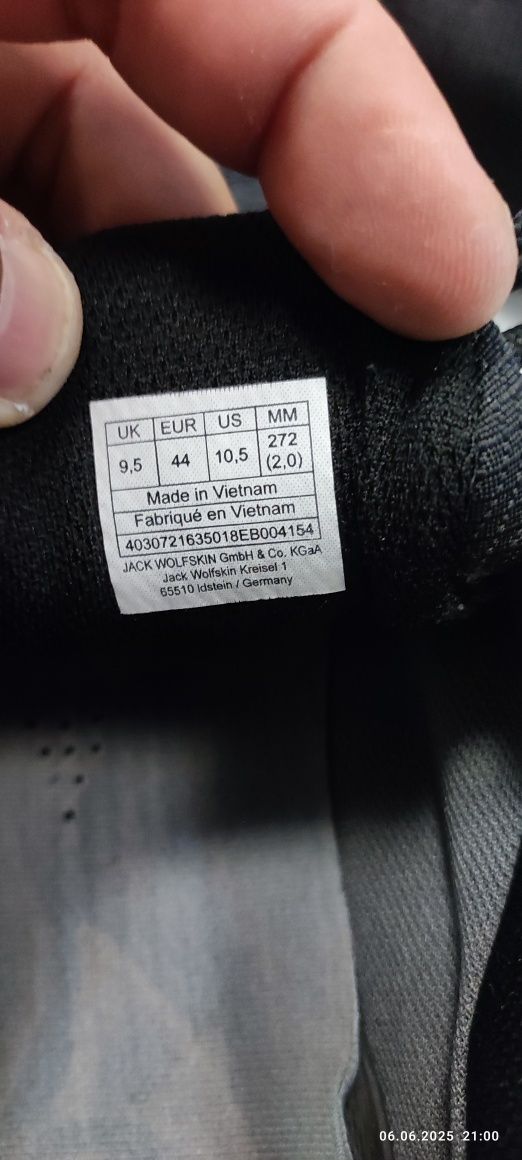 UK EUR US MM
9,5 44 10,5 272 (2,0)
Made in Vietnam
Fabriqué en Vietnam
4030721635018EB004154
JACK WOLFSKIN GmbH & Co. KGaA
Jack Wolfskin Kreisel 1
65510 Idstein / Germany
06.06.2025 21:00